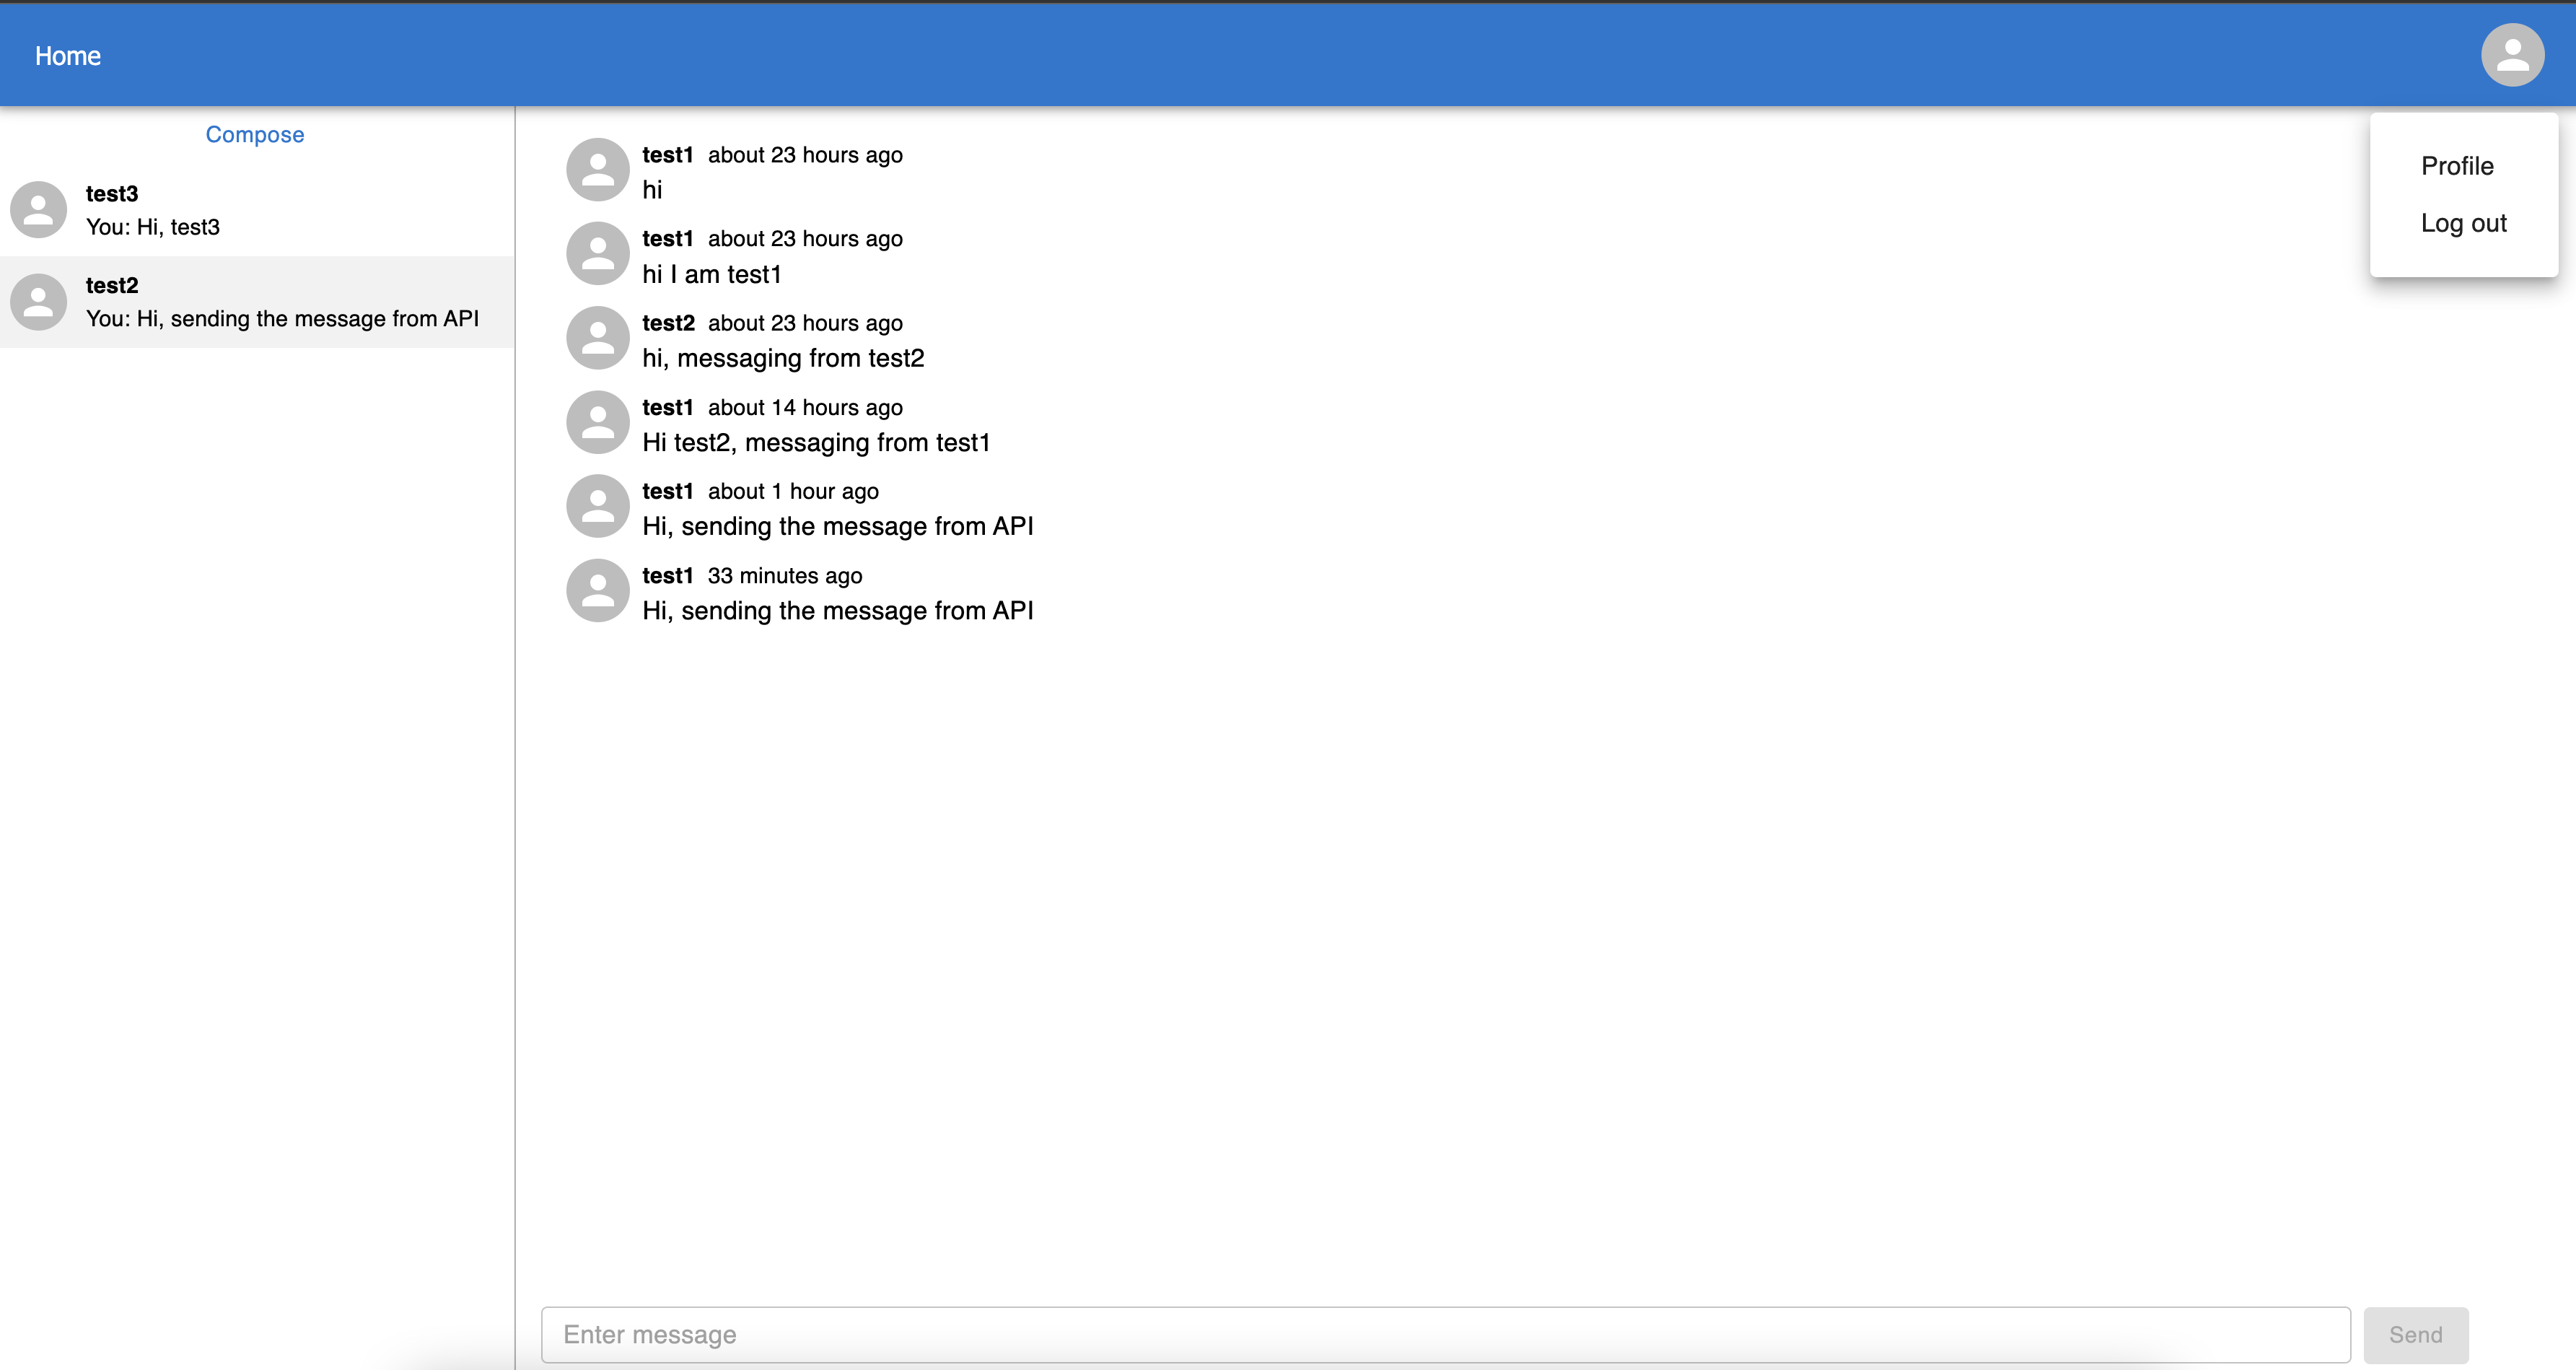 Home
Compose
test3
You: Hi, test3
test2
You: Hi, sending the message from API
test1 about 23 hours ago
hi
test1 about 23 hours ago
hi I am test1
test2 about 23 hours ago
hi, messaging from test2
test1 about 14 hours ago
Hi test2, messaging from test1
test1 about 1 hour ago
Hi, sending the message from API
test1 33 minutes ago
Hi, sending the message from API
Profile
Log out
Enter message
Send